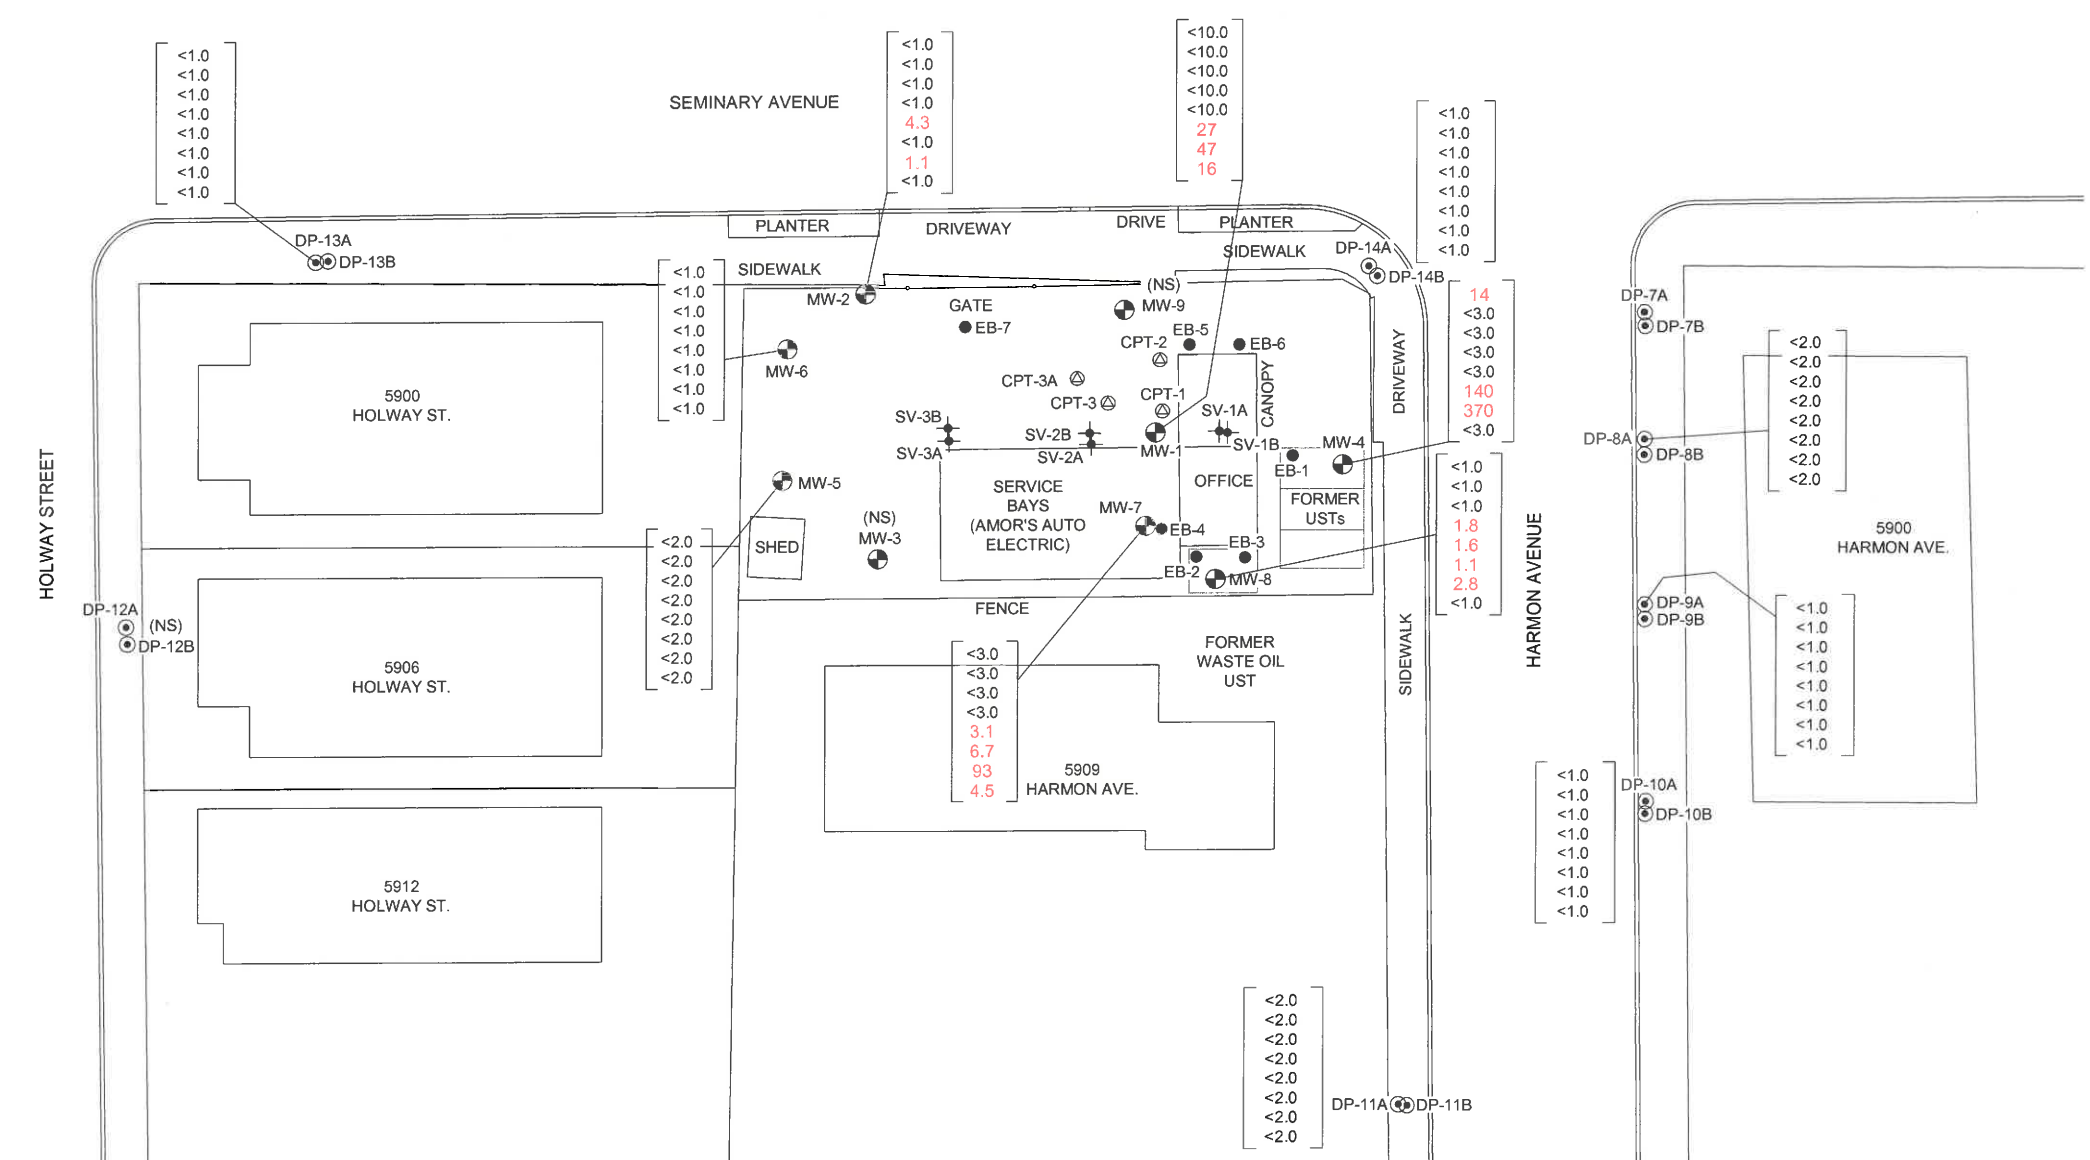 <1.0
<1.0
<1.0
<1.0
<1.0
<1.0
<1.0
<1.0
SEMINARY AVENUE
<1.0
<1.0
<1.0
<1.0
4.3
<1.0
1.1
<1.0
<10.0
<10.0
<10.0
<10.0
<10.0
27
47
16
<1.0
<1.0
<1.0
<1.0
<1.0
<1.0
<1.0
<1.0
PLANTER
DRIVEWAY
DRIVE
PLANTER
SIDEWALK
SIDEWALK
DP-13A
DP-13B
DP-14A
DP-14B
<1.0
<1.0
<1.0
<1.0
<1.0
<1.0
<1.0
<1.0
MW-2
GATE
EB-7
(NS)
MW-9
MW-6
EB-5
EB-6
CPT-2
CPT-3A
CPT-3
CPT-1
CANOPY
DRIVEWAY
14
<3.0
<3.0
<3.0
<3.0
140
370
<3.0
DP-7A
DP-7B
<2.0
<2.0
<2.0
<2.0
<2.0
<2.0
<2.0
<2.0
5900
HOLWAY ST.
SV-3B
SV-3A
SV-2B
SV-2A
MW-1
SV-1A
SV-1B
MW-4
EB-1
DP-8A
DP-8B
HOLWAY STREET
MW-5
SERVICE
BAYS
(AMOR'S AUTO
ELECTRIC)
OFFICE
FORMER
USTs
MW-7
EB-4
EB-3
EB-2
MW-8
<1.0
<1.0
<1.0
1.8
1.6
1.1
2.8
<1.0
HARMON AVENUE
5900
HARMON AVE.
SHED
(NS)
MW-3
<2.0
<2.0
<2.0
<2.0
<2.0
<2.0
<2.0
<2.0
FENCE
DP-12A
(NS)
DP-12B
5906
HOLWAY ST.
FORMER
WASTE OIL
UST
SIDEWALK
DP-9A
DP-9B
<1.0
<1.0
<1.0
<1.0
<1.0
<1.0
<1.0
<1.0
<3.0
<3.0
<3.0
<3.0
3.1
6.7
93
4.5
5909
HARMON AVE.
<1.0
<1.0
<1.0
<1.0
<1.0
<1.0
<1.0
<1.0
DP-10A
DP-10B
5912
HOLWAY ST.
<2.0
<2.0
<2.0
<2.0
<2.0
<2.0
<2.0
<2.0
DP-11A
DP-11B